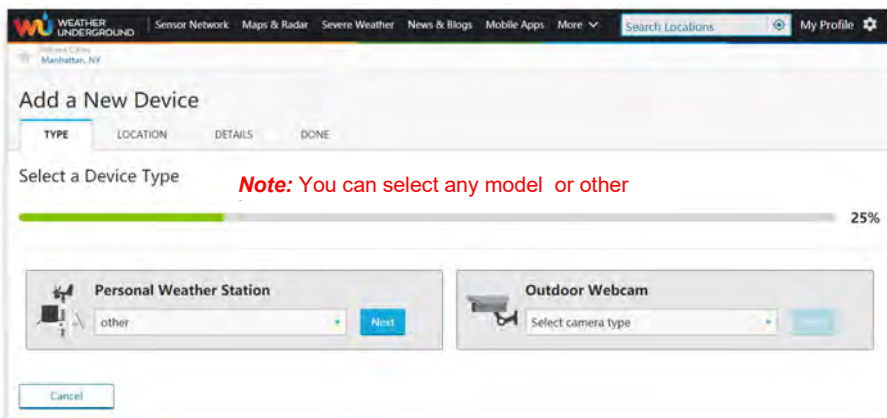 WEATHER UNDERGROUND Sensor Network Maps & Radar Severe Weather News & Blogs Mobile Apps More Search Locations My Profile
Manhattan, NY
Add a New Device
TYPE LOCATION DETAILS DONE
Select a Device Type
Note: You can select any model or other
25%
Personal Weather Station
other Next
Outdoor Webcam
Select camera type
Cancel